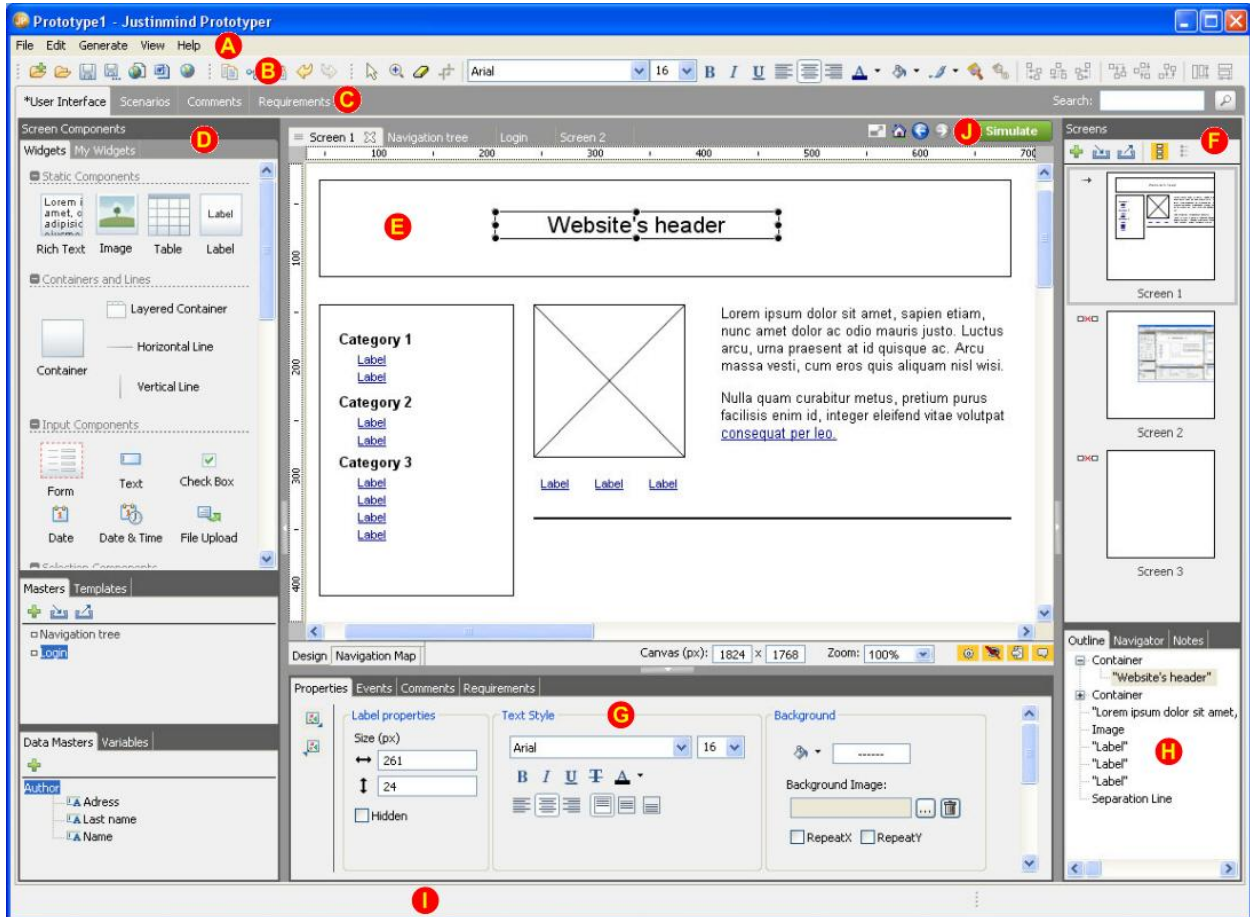 Prototype1 - Justinmind Prototyper
File Edit Generate View Help A
B Arial 16 B I U A
*User Interface Scenarios Comments Requirements C Search:
Screen Components D
Widgets My Widgets
Static Components
Lorem i
amet, c
adipisic
Label
Rich Text Image Table Label
Containers and Lines
Layered Container
Horizontal Line
Container
Vertical Line
Input Components
Form Text Check Box
Date Date & Time File Upload
Selection Components
Masters Templates
Navigation tree
Login
Data Masters Variables
Author
Adress
Last name
Name
Screen 1 Navigation tree Login Screen 2 J Simulate
100 200 300 400 500 600 700
100
200
300
400
E
Website's header
Category 1
Label
Label
Category 2
Label
Label
Category 3
Label
Label
Label
Label
Label Label Label
Lorem ipsum dolor sit amet, sapien etiam,
nunc amet dolor ac odio mauris justo. Luctus
arcu, urna praesent at id quisque ac. Arcu
massa vesti, cum eros quis aliquam nisl wisi.
Nulla quam curabitur metus, pretium purus
facilisis enim id, integer eleifend vitae volutpat
consequat per leo.
Design Navigation Map Canvas (px): 1824 x 1768 Zoom: 100%
Properties Events Comments Requirements
Label properties
Size (px)
261
24
Hidden
Text Style G
Arial 16
B I U T A
Background
------
Background Image:
...
RepeatX RepeatY
I
Screens
F
Screen 1
Screen 2
Screen 3
Outline Navigator Notes
Container
"Website's header"
Container
"Lorem ipsum dolor sit amet,
Image
"Label"
"Label"
"Label"
Separation Line
H